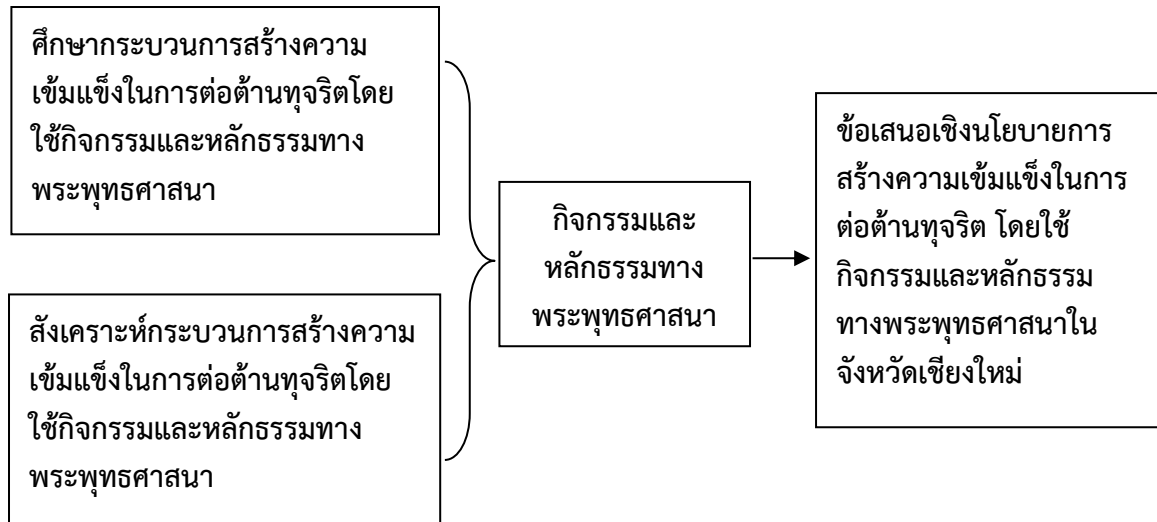 ศึกษากระบวนการสร้างความ
เข้มแข็งในการต่อต้านทุจริตโดย
ใช้กิจกรรมและหลักธรรมทาง
พระพุทธศาสนา
สังเคราะห์กระบวนการสร้างความ
เข้มแข็งในการต่อต้านทุจริตโดย
ใช้กิจกรรมและหลักธรรมทาง
พระพุทธศาสนา
กิจกรรมและ
หลักธรรมทาง
พระพุทธศาสนา
ข้อเสนอเชิงนโยบายการ
สร้างความเข้มแข็งในการ
ต่อต้านทุจริต โดยใช้
กิจกรรมและหลักธรรม
ทางพระพุทธศาสนาใน
จังหวัดเชียงใหม่